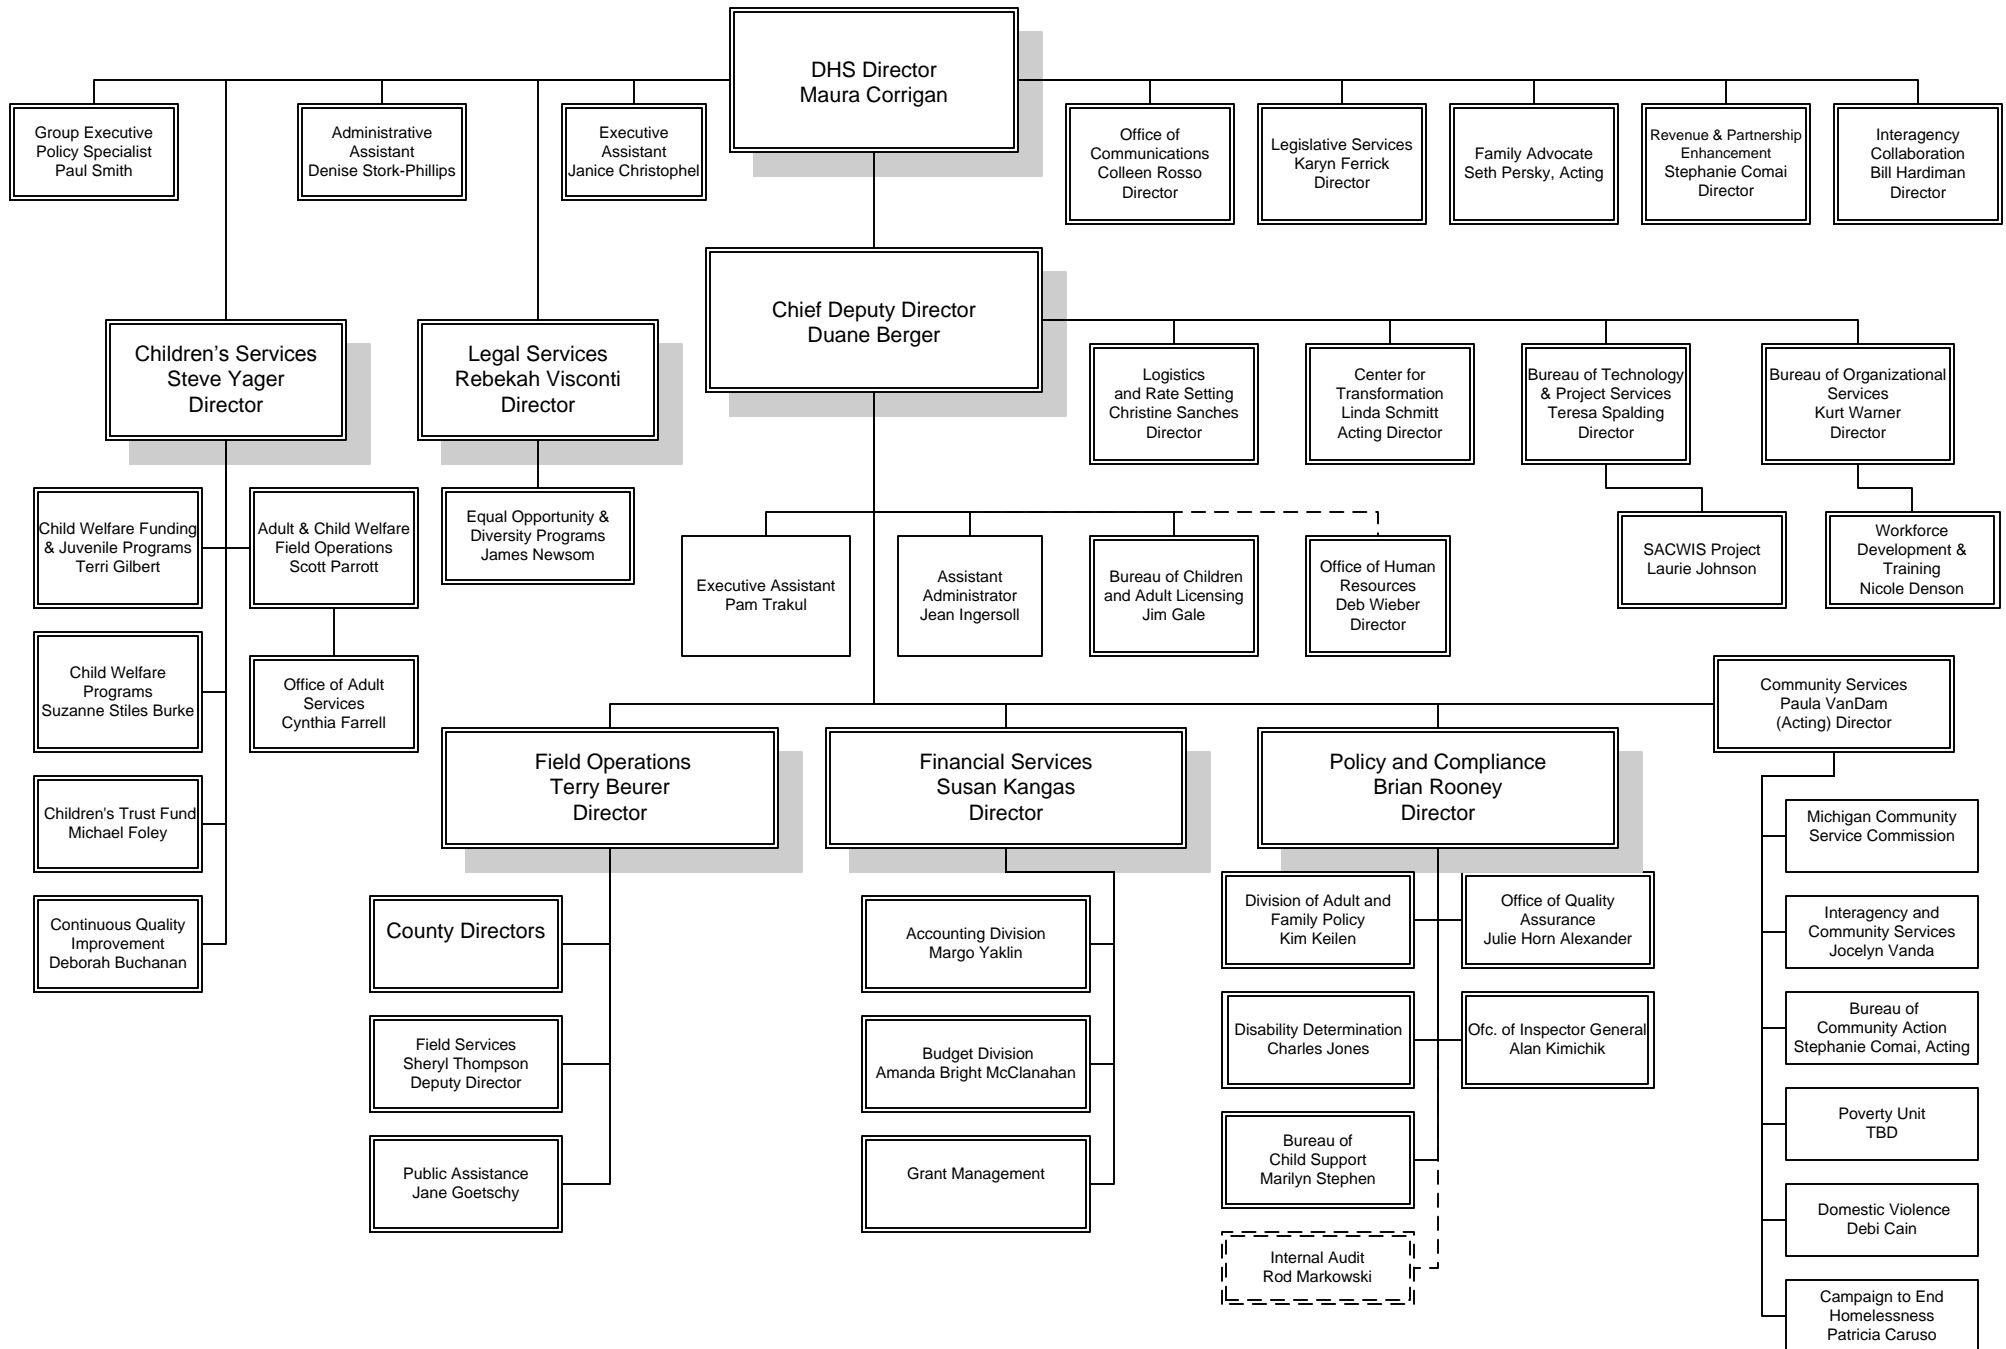 DHS Director
Maura Corrigan
Group Executive
Policy Specialist
Paul Smith
Administrative
Assistant
Denise Stork-Phillips
Executive
Assistant
Janice Christophel
Office of
Communications
Colleen Rosso
Director
Legislative Services
Karyn Ferrick
Director
Family Advocate
Seth Persky, Acting
Revenue & Partnership
Enhancement
Stephanie Comai
Director
Interagency
Collaboration
Bill Hardiman
Director
Chief Deputy Director
Duane Berger
Children's Services
Steve Yager
Director
Legal Services
Rebekah Visconti
Director
Logistics
and Rate Setting
Christine Sanches
Director
Center for
Transformation
Linda Schmitt
Acting Director
Bureau of Technology
& Project Services
Teresa Spalding
Director
Bureau of Organizational
Services
Kurt Warner
Director
Child Welfare Funding
& Juvenile Programs
Terri Gilbert
Adult & Child Welfare
Field Operations
Scott Parrott
Equal Opportunity &
Diversity Programs
James Newsom
Executive Assistant
Pam Trakul
Assistant
Administrator
Jean Ingersoll
Bureau of Children
and Adult Licensing
Jim Gale
Office of Human
Resources
Deb Wieber
Director
SACWIS Project
Laurie Johnson
Workforce
Development &
Training
Nicole Denson
Child Welfare
Programs
Suzanne Stiles Burke
Office of Adult
Services
Cynthia Farrell
Community Services
Paula VanDam
(Acting) Director
Field Operations
Terry Beurer
Director
Financial Services
Susan Kangas
Director
Policy and Compliance
Brian Rooney
Director
Children's Trust Fund
Michael Foley
Continuous Quality
Improvement
Deborah Buchanan
County Directors
Field Services
Sheryl Thompson
Deputy Director
Public Assistance
Jane Goetschy
Accounting Division
Margo Yaklin
Budget Division
Amanda Bright McClanahan
Grant Management
Division of Adult and
Family Policy
Kim Keilen
Office of Quality
Assurance
Julie Horn Alexander
Disability Determination
Charles Jones
Ofc. of Inspector General
Alan Kimichik
Bureau of
Child Support
Marilyn Stephen
Internal Audit
Rod Markowski
Michigan Community
Service Commission
Interagency and
Community Services
Jocelyn Vanda
Bureau of
Community Action
Stephanie Comai, Acting
Poverty Unit
TBD
Domestic Violence
Debi Cain
Campaign to End
Homelessness
Patricia Caruso